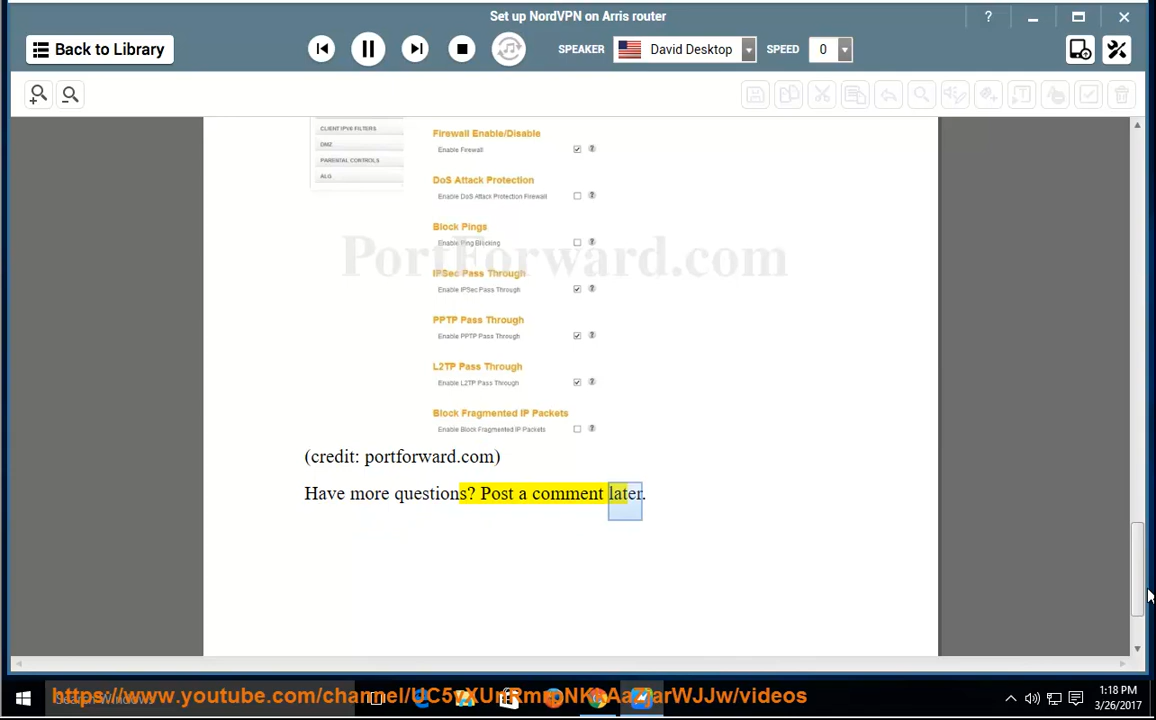 Set up NordVPN on Arris router
?
Back to Library
SPEAKER
David Desktop
SPEED
0
CLIENT IPV6 FILTERS
DMZ
PARENTAL CONTROLS
ALG
Firewall Enable/Disable
Enable Firewall
DoS Attack Protection
Enable DoS Attack Protection Firewall
Block Pings
Enable Ping Blocking
PortForward.com
IPSec Pass Through
Enable IPSec Pass Through
PPTP Pass Through
Enable PPTP Pass Through
L2TP Pass Through
Enable L2TP Pass Through
Block Fragmented IP Packets
Enable Block Fragmented IP Packets
(credit: portforward.com)
Have more questions? Post a comment later.
Search Windows
1:18 PM
3/26/2017